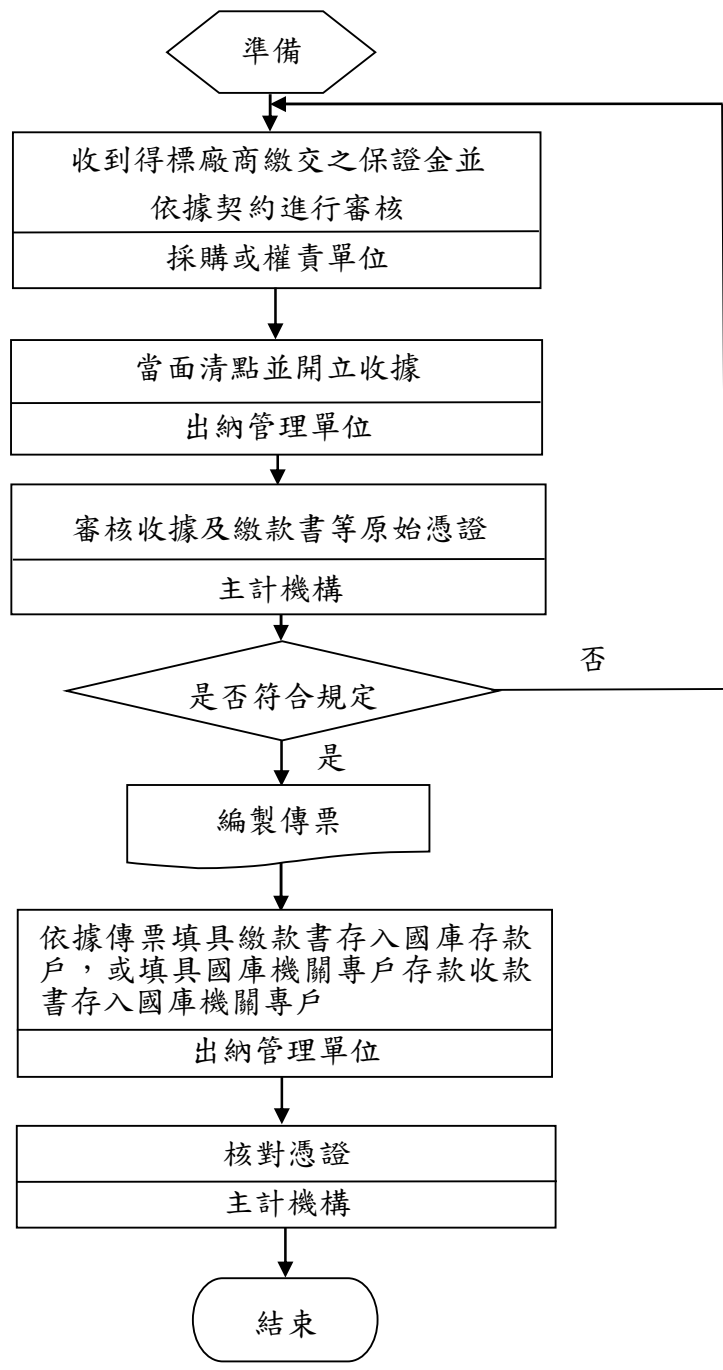 準備
收到得標廠商繳交之保證金並
依據契約進行審核
採購或權責單位
當面清點並開立收據
出納管理單位
審核收據及繳款書等原始憑證
主計機構
否
是否符合規定
是
編製傳票
依據傳票填具繳款書存入國庫存款
戶，或填具國庫機關專戶存款收款
書存入國庫機關專戶
出納管理單位
核對憑證
主計機構
結束